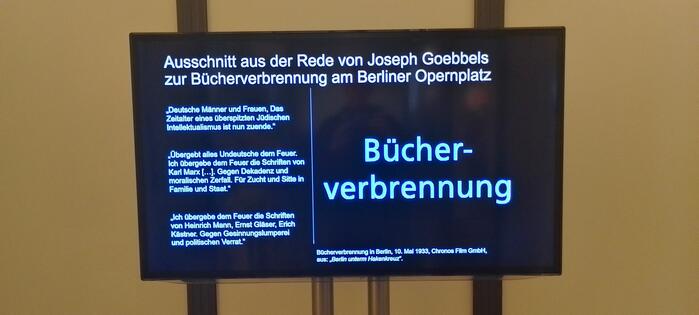 Ausschnitt aus der Rede von Joseph Goebbels
zur Bücherverbrennung am Berliner Opernplatz
„Deutsche Männer und Frauen, Das
Zeitalter eines überspitzten Jüdischen
Intellektualismus ist nun zuende.“
„Übergebt alles Undeutsche dem Feuer.
Ich übergebe dem Feuer die Schriften von
Karl Marx [...]. Gegen Dekadenz und
moralischen Zerfall. Für Zucht und Sitte in
Familie und Staat.“
„Ich übergebe dem Feuer die Schriften
von Heinrich Mann, Ernst Gläser, Erich
Kästner. Gegen Gesinnungslumperei
und politischen Verrat.“
Bücher-
verbrennung
Bücherverbrennung in Berlin, 10. Mai 1933, Chronos Film GmbH,
aus: „Berlin unterm Hakenkreuz“.